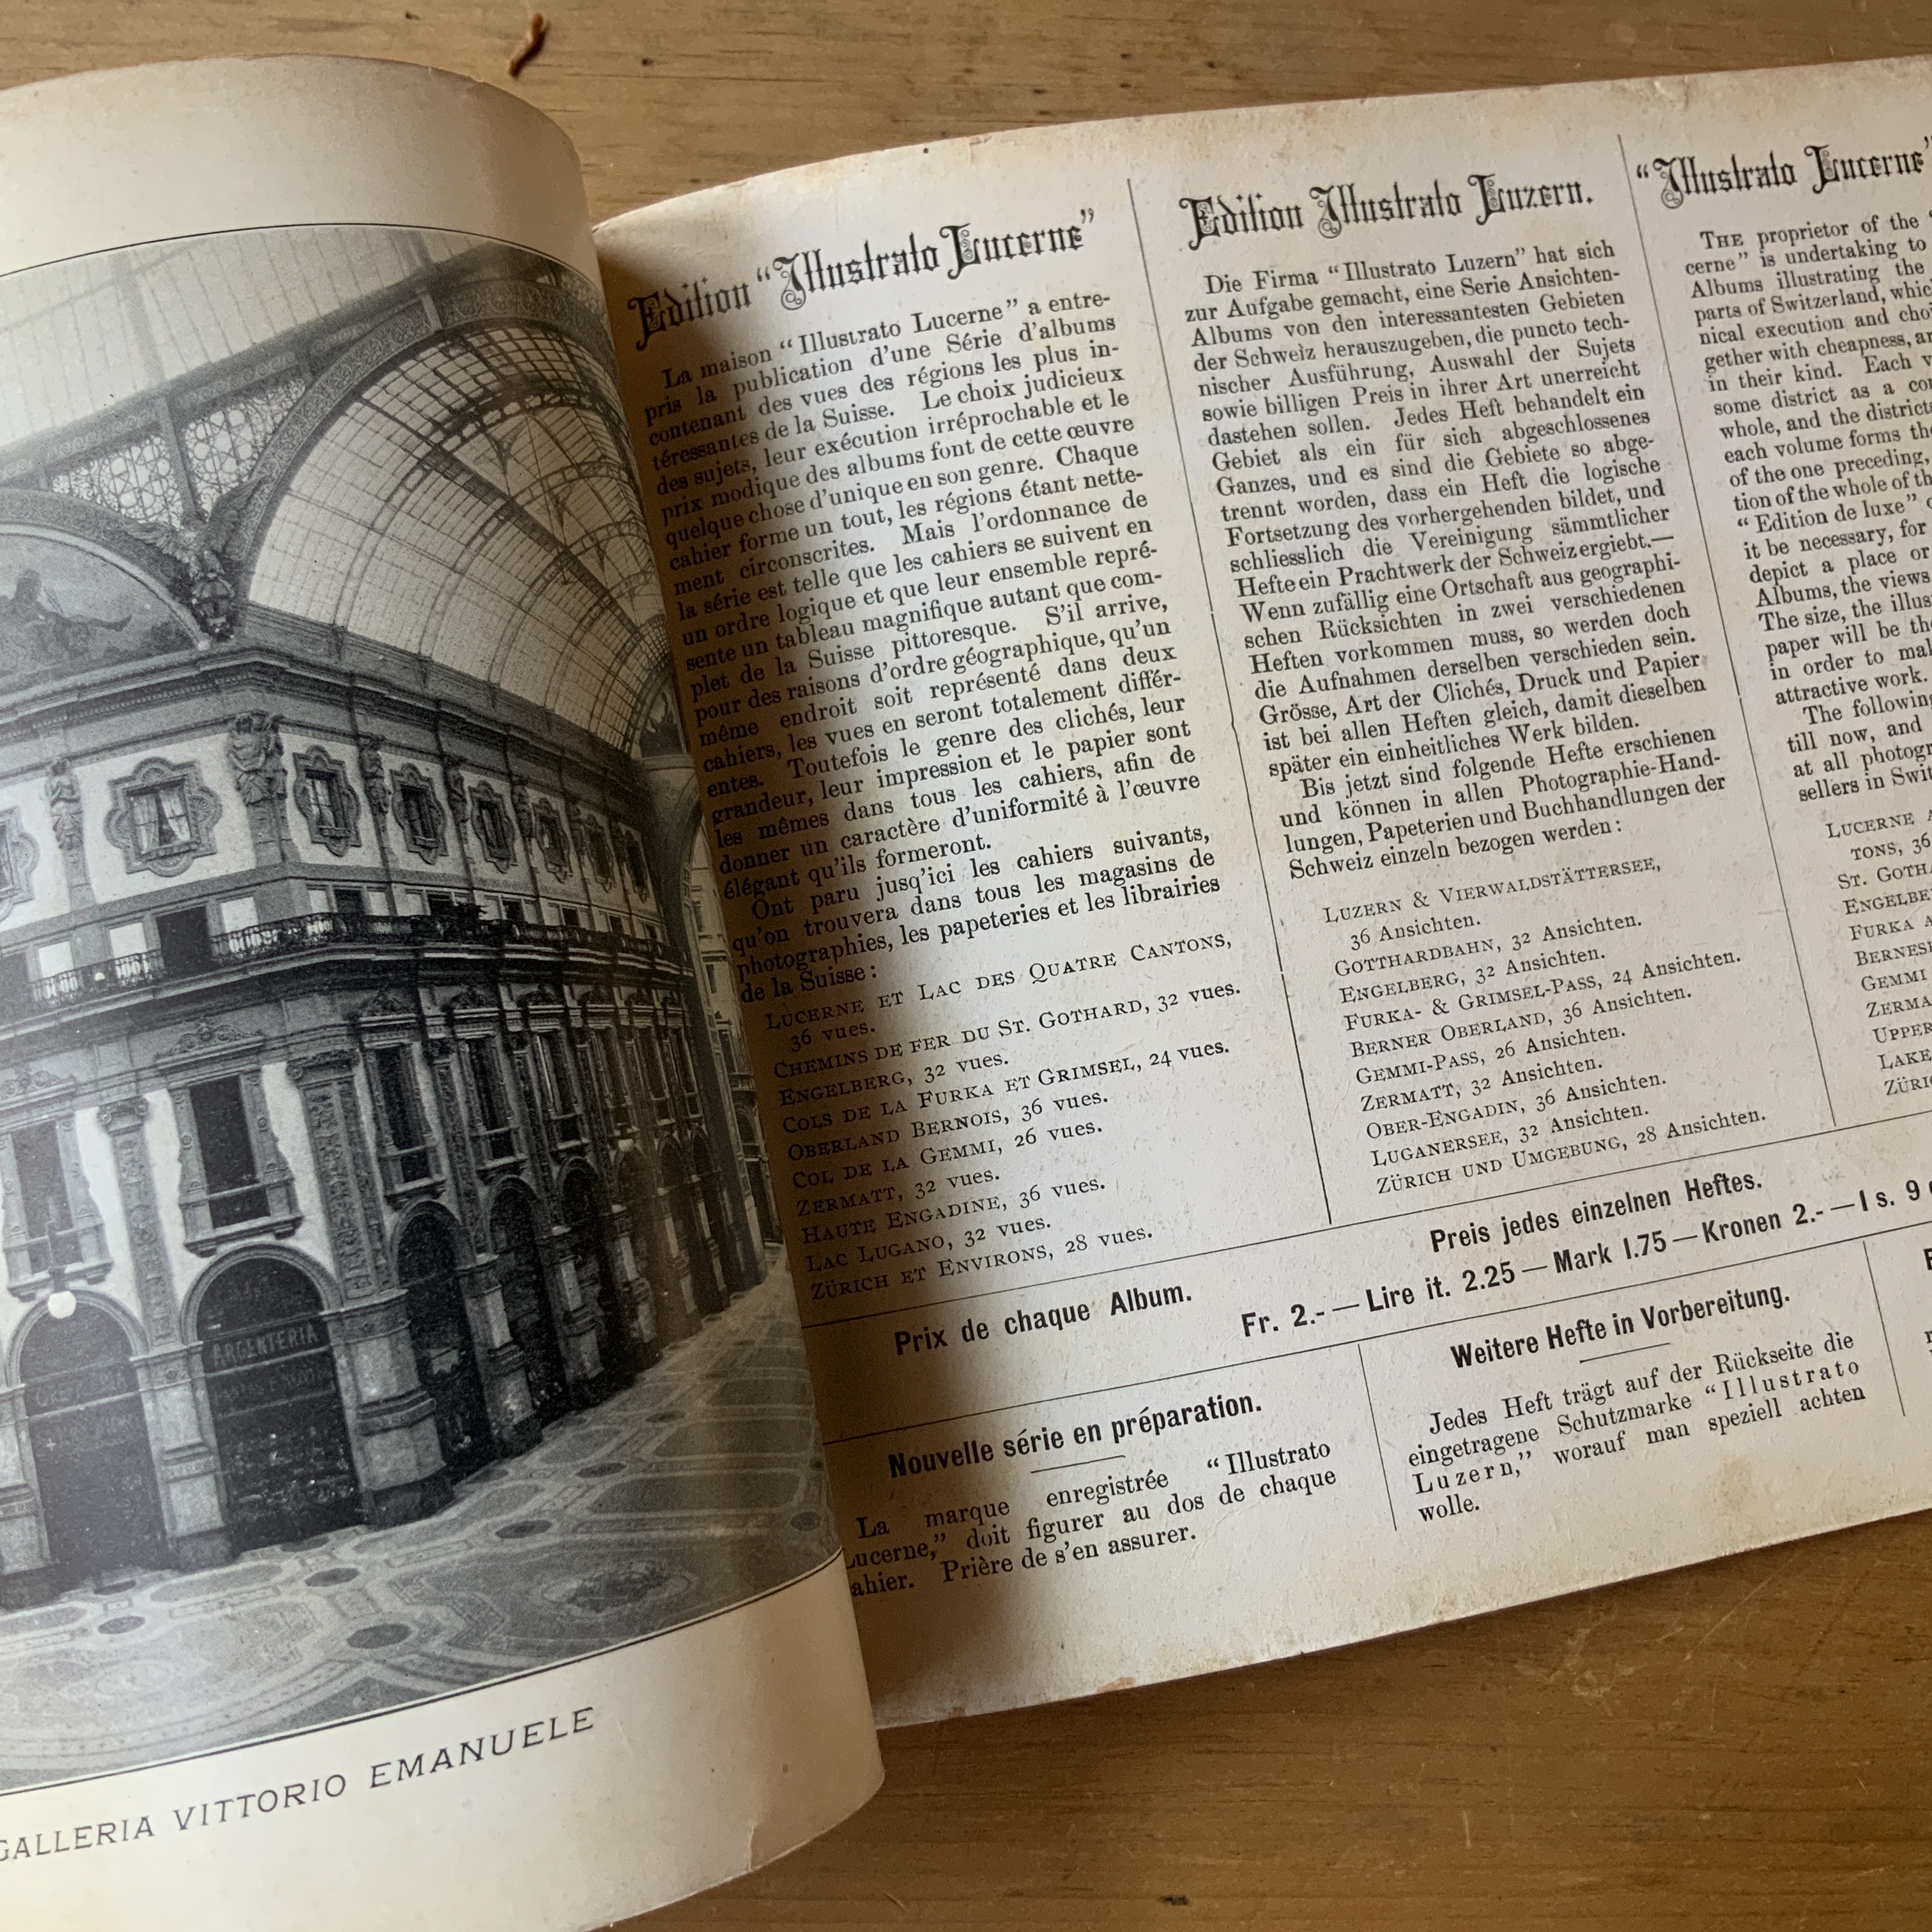 ARGENTERIA
GALLERIA VITTORIO EMANUELE
Edition "Illustrato Lucerne"
La maison "Illustrato Lucerne" a entre-
pris la publication d'une Série d'albums
contenant des vues des régions les plus in-
téressantes de la Suisse. Le choix judicieux
des sujets, leur exécution irréprochable et le
prix modique des albums font de cette œuvre
quelque chose d'unique en son genre. Chaque
cahier forme un tout, les régions étant nette-
ment circonscrites. Mais l'ordonnance de
la série est telle que les cahiers se suivent en
un ordre logique et que leur ensemble repré-
sente un tableau magnifique autant que com-
plet de la Suisse pittoresque. S'il arrive,
pour des raisons d'ordre géographique, qu'un
même endroit soit représenté dans deux
cahiers, les vues en seront totalement différ-
entes. Toutefois le genre des clichés, leur
grandeur, leur impression et le papier sont
les mêmes dans tous les cahiers, afin de
donner un caractère d'uniformité à l'œuvre
élégant qu'ils formeront.
Ont paru jusq'ici les cahiers suivants,
qu'on trouvera dans tous les magasins de
photographies, les papeteries et les librairies
de la Suisse:
LUCERNE ET LAC DES QUATRE CANTONS,
36 vues.
CHEMINS DE FER DU ST. GOTHARD, 32 vues.
ENGELBERG, 32 vues.
COLS DE LA FURKA ET GRIMSEL, 24 vues.
OBERLAND BERNOIS, 36 vues.
COL DE LA GEMMI, 26 vues.
ZERMATT, 32 vues.
HAUTE ENGADINE, 36 vues.
LAC LUGANO, 32 vues.
ZÜRICH ET ENVIRONS, 28 vues.
Prix de chaque Album.
Nouvelle série en préparation.
La marque enregistrée "Illustrato
Lucerne," doit figurer au dos de chaque
ahier. Prière de s'en assurer.
Edition Illustrato Luzern.
Die Firma "Illustrato Luzern" hat sich
zur Aufgabe gemacht, eine Serie Ansichten-
Albums von den interessantesten Gebieten
der Schweiz herauszugeben, die puncto tech-
nischer Ausführung, Auswahl der Sujets
sowie billigen Preis in ihrer Art unerreicht
dastehen sollen. Jedes Heft behandelt ein
Gebiet als ein für sich abgeschlossenes
Ganzes, und es sind die Gebiete so abge-
trennt worden, dass ein Heft die logische
Fortsetzung des vorhergehenden bildet, und
schliesslich die Vereinigung sämmtlicher
Hefte ein Prachtwerk der Schweiz ergiebt.—
Wenn zufällig eine Ortschaft aus geographi-
schen Rücksichten in zwei verschiedenen
Heften vorkommen muss, so werden doch
die Aufnahmen derselben verschieden sein.
Grösse, Art der Clichés, Druck und Papier
ist bei allen Heften gleich, damit dieselben
später ein einheitliches Werk bilden.
Bis jetzt sind folgende Hefte erschienen
und können in allen Photographie-Hand-
lungen, Papeterien und Buchhandlungen der
Schweiz einzeln bezogen werden:
LUZERN & VIERWALDSTÄTTERSEE,
36 Ansichten.
GOTTHARDBAHN, 32 Ansichten.
ENGELBERG, 32 Ansichten.
FURKA- & GRIMSEL-PASS, 24 Ansichten.
BERNER OBERLAND, 36 Ansichten.
GEMMI-PASS, 26 Ansichten.
ZERMATT, 32 Ansichten.
OBER-ENGADIN, 36 Ansichten.
LUGANERSEE, 32 Ansichten.
ZÜRICH UND UMGEBUNG, 28 Ansichten.
Preis jedes einzelnen Heftes.
Fr. 2.- — Lire it. 2.25 — Mark 1.75 — Kronen 2.- — 1 s. 9
Weitere Hefte in Vorbereitung.
Jedes Heft trägt auf der Rückseite die
eingetragene Schutzmarke "Illustrato
Luzern," worauf man speziell achten
wolle.
"Illustrato Lucerne"
THE proprietor of the
cerne" is undertaking to
Albums illustrating the
parts of Switzerland, whic
nical execution and cho
gether with cheapness, ar
in their kind. Each v
some district as a co
whole, and the districts
each volume forms th
of the one preceding,
tion of the whole of th
"Edition de luxe"
it be necessary, for
depict a place or
Albums, the views
The size, the illus
paper will be th
in order to mak
attractive work.
The following
till now, and
at all photogr
sellers in Swit
LUCERNE A
TONS, 36
ST. GOTHA
ENGELBE
FURKA A
BERNESE
GEMMI
ZERMA
UPPER
LAKE
ZÜRI